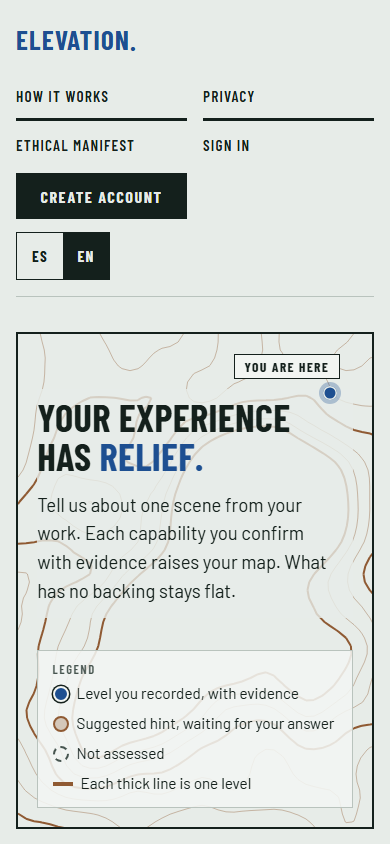 ELEVATION.
HOW IT WORKS
PRIVACY
ETHICAL MANIFEST
SIGN IN
CREATE ACCOUNT
ES
EN
YOU ARE HERE
YOUR EXPERIENCE
HAS RELIEF.
Tell us about one scene from your
work. Each capability you confirm
with evidence raises your map. What
has no backing stays flat.
LEGEND
Level you recorded, with evidence
Suggested hint, waiting for your answer
Not assessed
Each thick line is one level